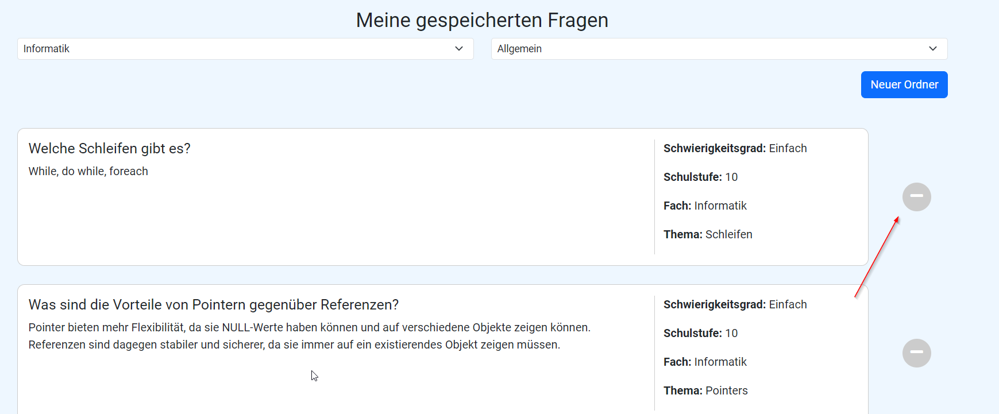 Meine gespeicherten Fragen
Informatik
Allgemein
Neuer Ordner
Welche Schleifen gibt es?
While, do while, foreach
Schwierigkeitsgrad: Einfach
Schulstufe: 10
Fach: Informatik
Thema: Schleifen
Was sind die Vorteile von Pointern gegenüber Referenzen?
Pointer bieten mehr Flexibilität, da sie NULL-Werte haben können und auf verschiedene Objekte zeigen können.
Referenzen sind dagegen stabiler und sicherer, da sie immer auf ein existierendes Objekt zeigen müssen.
Schwierigkeitsgrad: Einfach
Schulstufe: 10
Fach: Informatik
Thema: Pointers